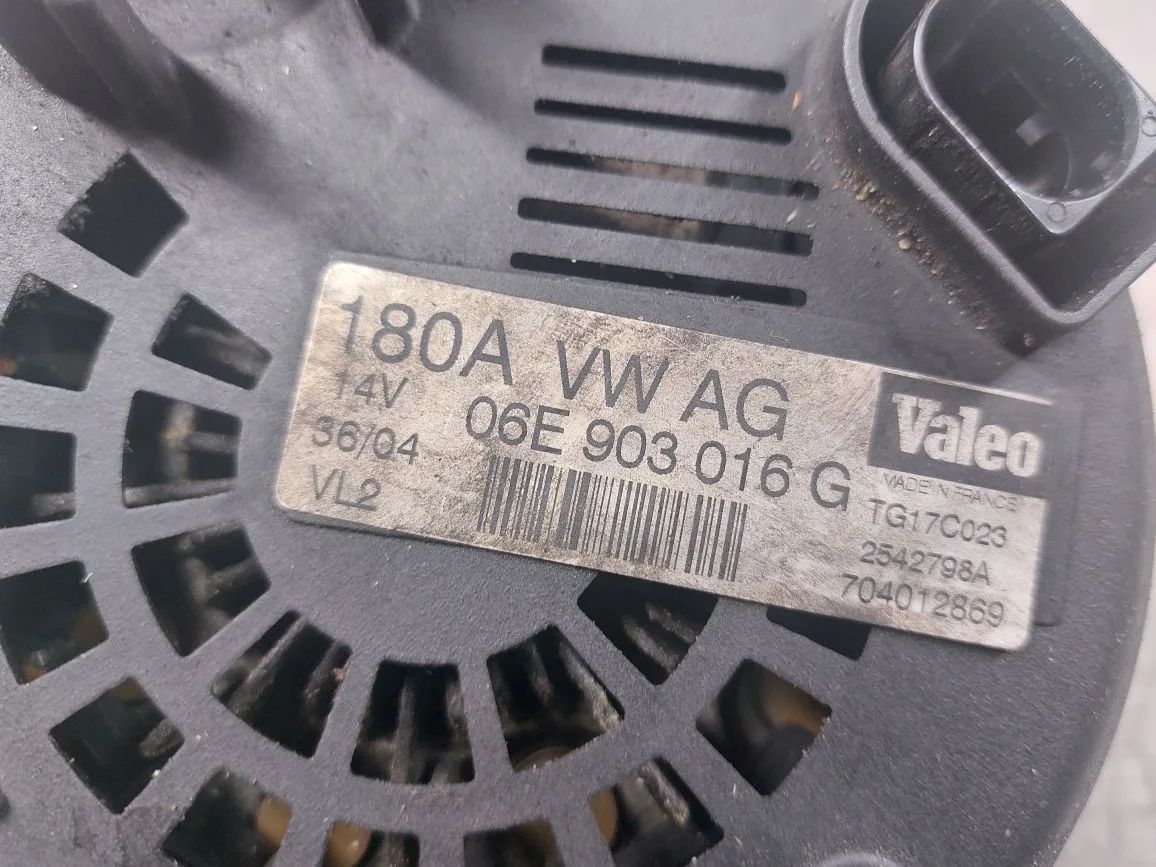 180A VW AG
14V 06E 903 016 G
36/04
VL2
Valeo
MADE IN FRANCE
TG17C023
2542798A
704012869